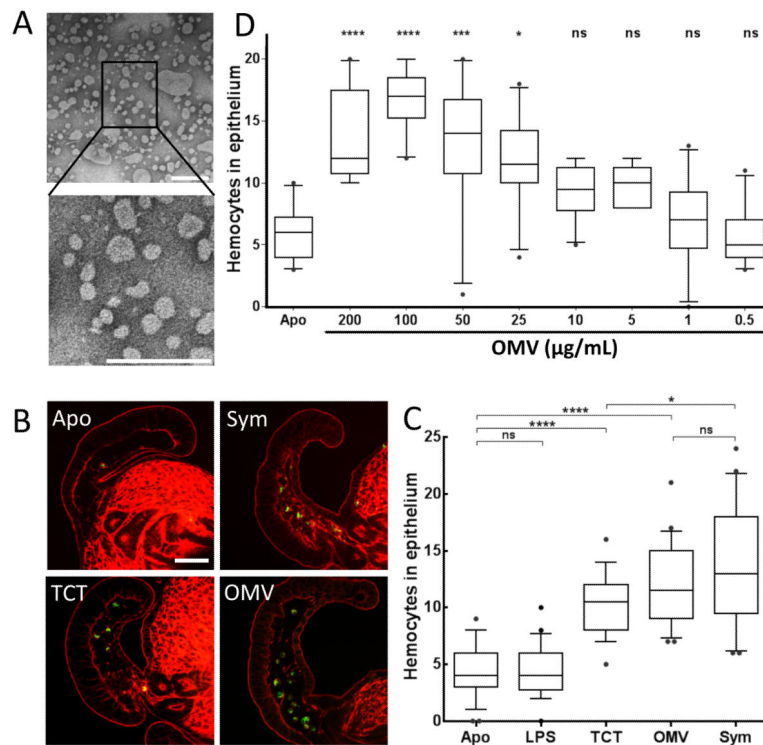 A
D
**** **** *** * ns ns ns ns
20
15
10
5
0
Hemocytes in epithelium
Apo 200 100 50 25 10 5 1 0.5
OMV (µg/mL)
B
Apo
Sym
TCT
OMV
C
*
****
**** ns
ns
25
20
15
10
5
0
Hemocytes in epithelium
Apo LPS TCT OMV Sym